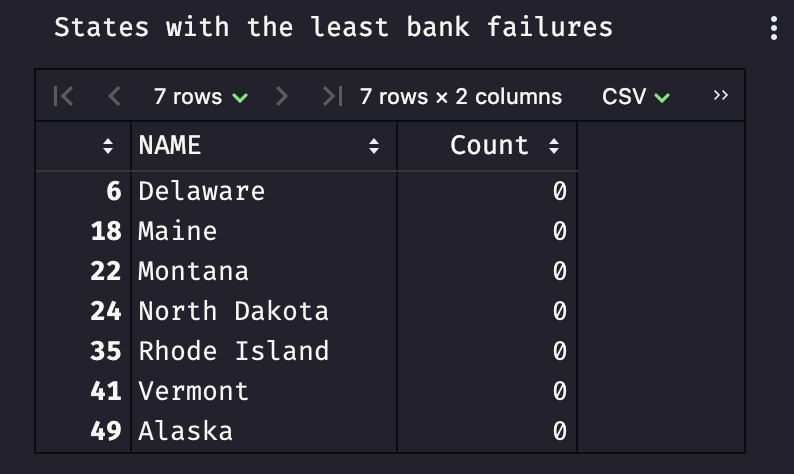 States with the least bank failures
7 rows 7 rows × 2 columns CSV
NAME Count
6 Delaware 0
18 Maine 0
22 Montana 0
24 North Dakota 0
35 Rhode Island 0
41 Vermont 0
49 Alaska 0